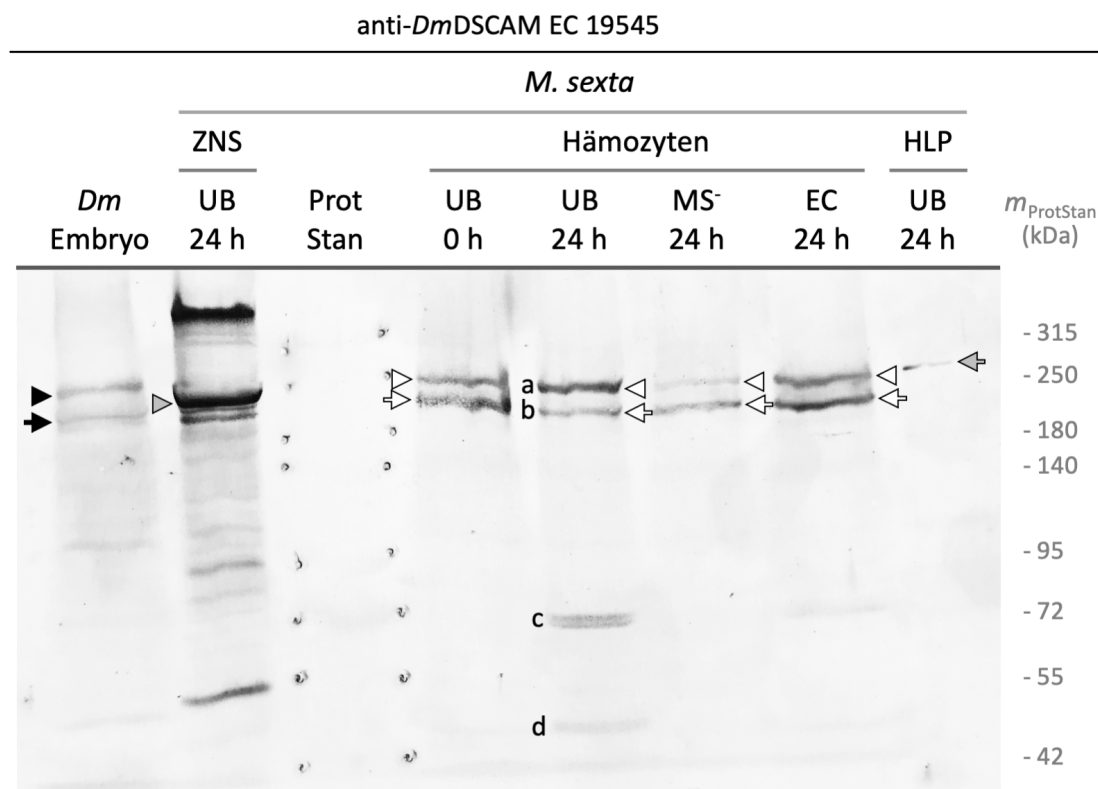 anti-DmDSCAM EC 19545
M. sexta
ZNS Hämozyten HLP
Dm UB Prot UB UB MS⁻ EC UB mProtStan
Embryo 24 h Stan 0 h 24 h 24 h 24 h 24 h (kDa)
- 315
- 250
a
b
- 180
- 140
- 95
- 72
c
- 55
d
- 42